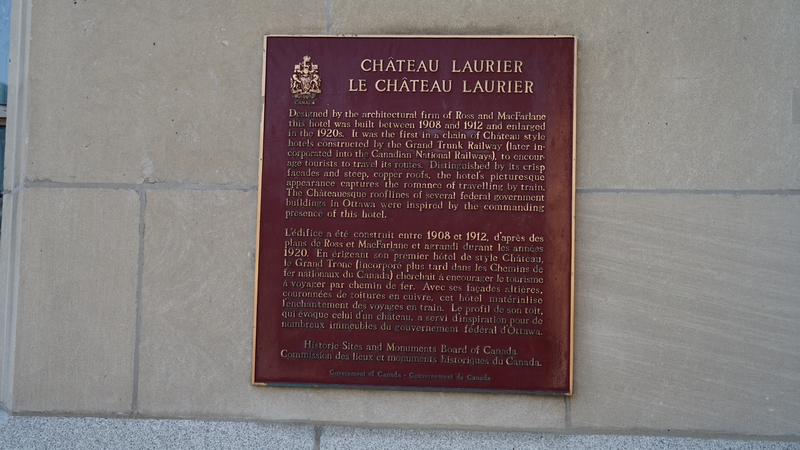 CHÂTEAU LAURIER
LE CHÂTEAU LAURIER
CANADA
Designed by the architectural firm of Ross and MacFarlane
this hotel was built between 1908 and 1912 and enlarged
in the 1920s. It was the first in a chain of Château style
hotels constructed by the Grand Trunk Railway (later in-
corporated into the Canadian National Railways), to encour-
age tourists to travel its routes. Distinguished by its crisp
facades and steep, copper roofs, the hotel's picturesque
appearance captures the romance of travelling by train.
The Châteauesque rooflines of several federal government
buildings in Ottawa were inspired by the commanding
presence of this hotel.
L'édifice a été construit entre 1908 et 1912, d'après des
plans de Ross et MacFarlane et agrandi durant les années
1920. En érigeant son premier hôtel de style Château,
le Grand Tronc (incorporé plus tard dans les Chemins de
fer nationaux du Canada) cherchait à encourager le tourisme
à voyager par chemin de fer. Avec ses façades altières,
couronnées de toitures en cuivre, cet hôtel matérialise
l'enchantement des voyages en train. Le profil de son toit,
qui évoque celui d'un château, a servi d'inspiration pour de
nombreux immeubles du gouvernement fédéral d'Ottawa.
Historic Sites and Monuments Board of Canada.
Commission des lieux et monuments historiques du Canada.
Government of Canada - Gouvernement du Canada